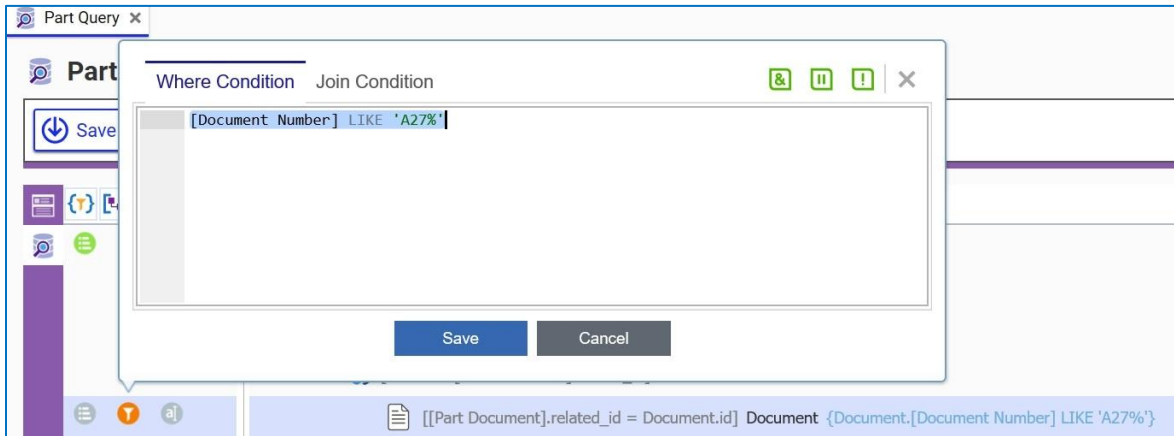 Part Query
Part
Where Condition Join Condition
[Document Number] LIKE 'A27%'
Save
Save Cancel
[[Part Document].related_id = Document.id] Document {Document.[Document Number] LIKE 'A27%'}